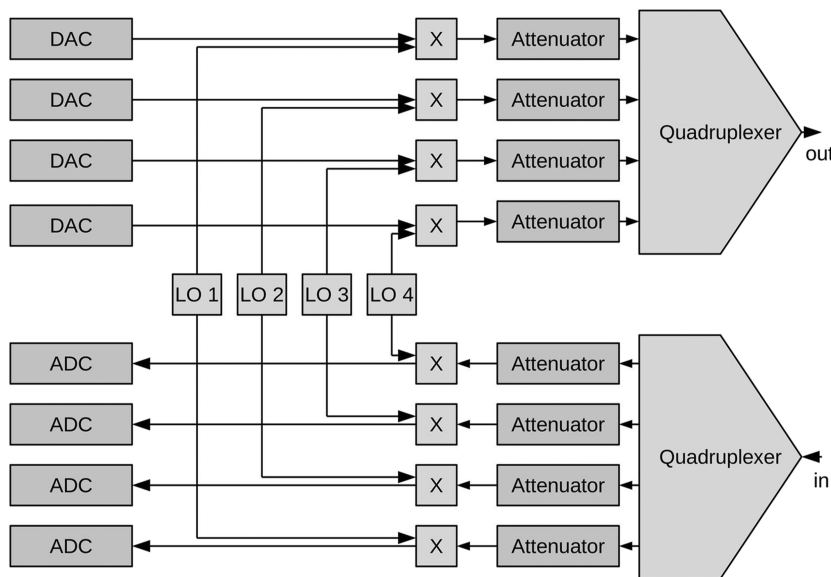 DAC X Attenuator
DAC X Attenuator
Quadruplexer
out
DAC X Attenuator
DAC X Attenuator
LO 1 LO 2 LO 3 LO 4
ADC X Attenuator
ADC X Attenuator
Quadruplexer
in
ADC X Attenuator
ADC X Attenuator